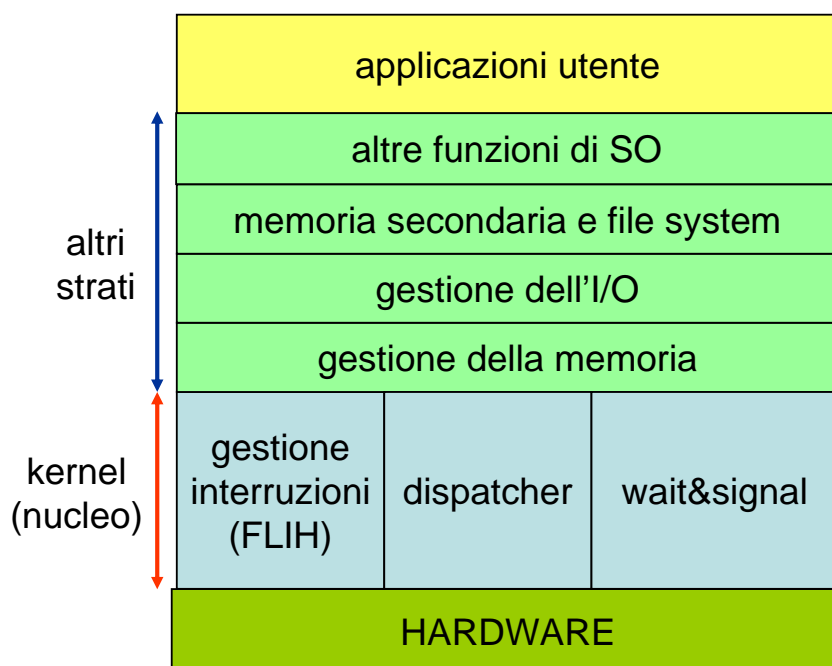 applicazioni utente
altre funzioni di SO
memoria secondaria e file system
gestione dell'I/O
gestione della memoria
altri
strati
gestione
interruzioni
(FLIH)
dispatcher
wait&signal
kernel
(nucleo)
HARDWARE